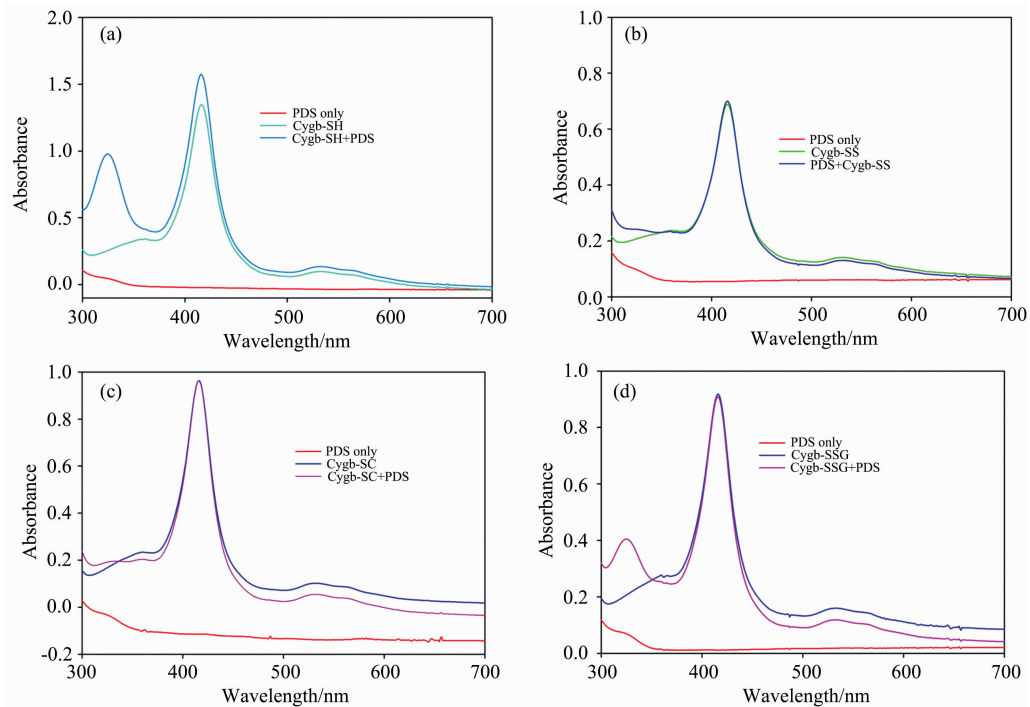 (a)
2.0
1.5
1.0
0.5
0.0
Absorbance
PDS only
Cygb-SH
Cygb-SH+PDS
300 400 500 600 700
Wavelength/nm
(b)
1.0
0.8
0.6
0.4
0.2
0.0
Absorbance
PDS only
Cygb-SS
PDS+Cygb-SS
300 400 500 600 700
Wavelength/nm
(c)
1.0
0.8
0.6
0.4
0.2
0.0
-0.2
Absorbance
PDS only
Cygb-SC
Cygb-SC+PDS
300 400 500 600 700
Wavelength/nm
(d)
1.0
0.8
0.6
0.4
0.2
0.0
Absorbance
PDS only
Cygb-SSG
Cygb-SSG+PDS
300 400 500 600 700
Wavelength/nm